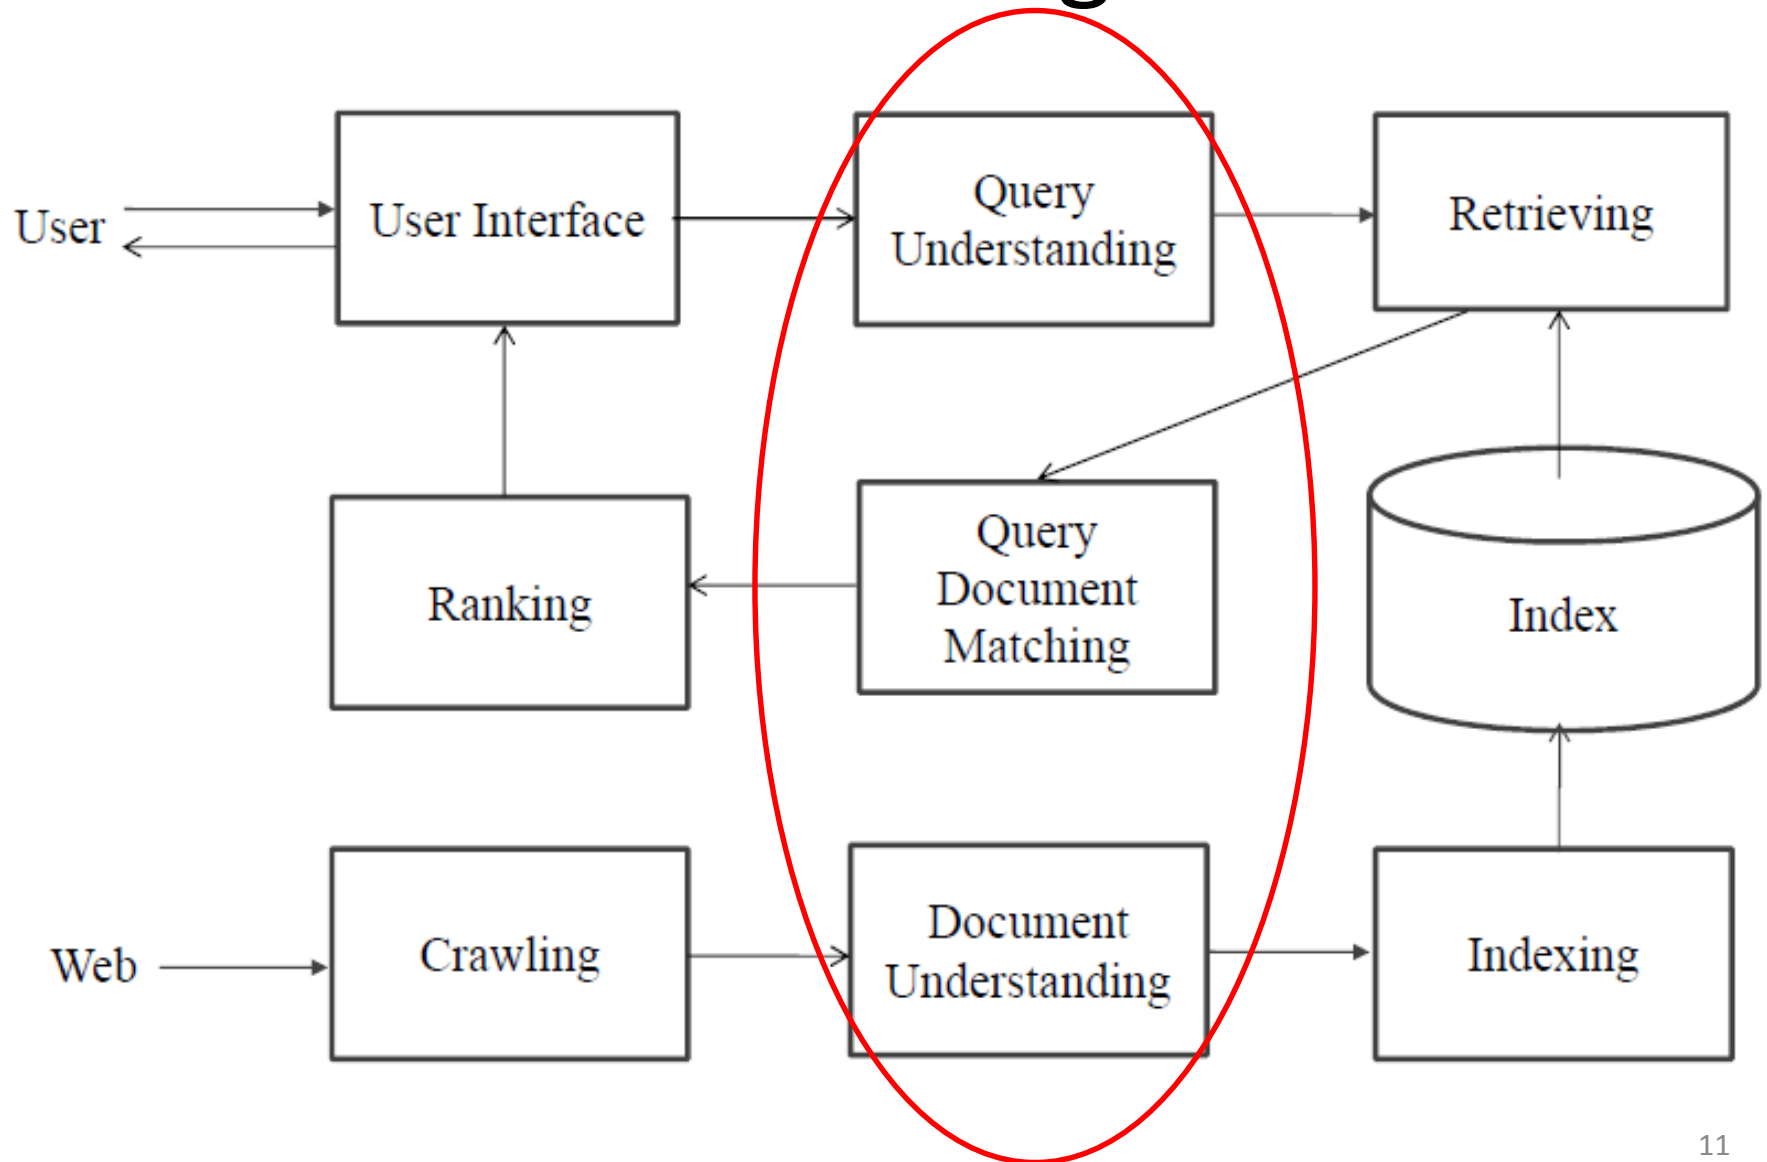 User
User Interface
Query
Understanding
Retrieving
Ranking
Query
Document
Matching
Index
Web
Crawling
Document
Understanding
Indexing
11